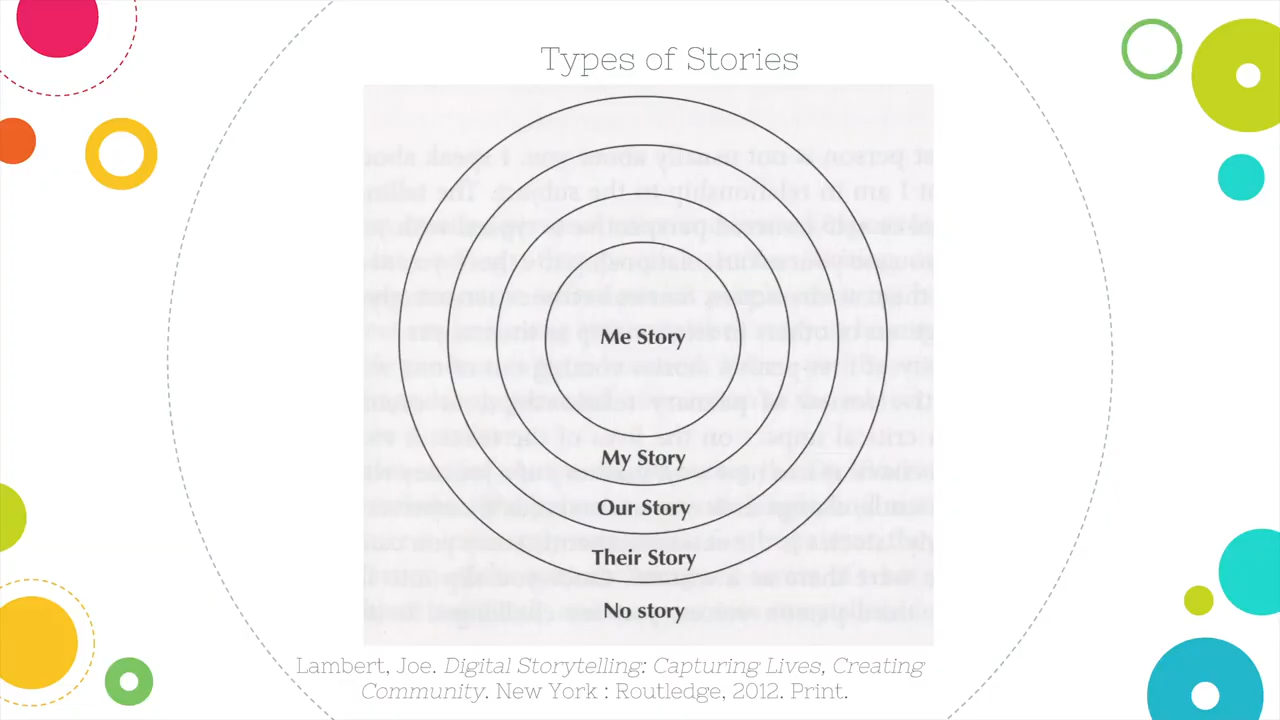 Types of Stories
Me Story
My Story
Our Story
Their Story
No story
Lambert, Joe. Digital Storytelling: Capturing Lives, Creating
Community. New York : Routledge, 2012. Print.